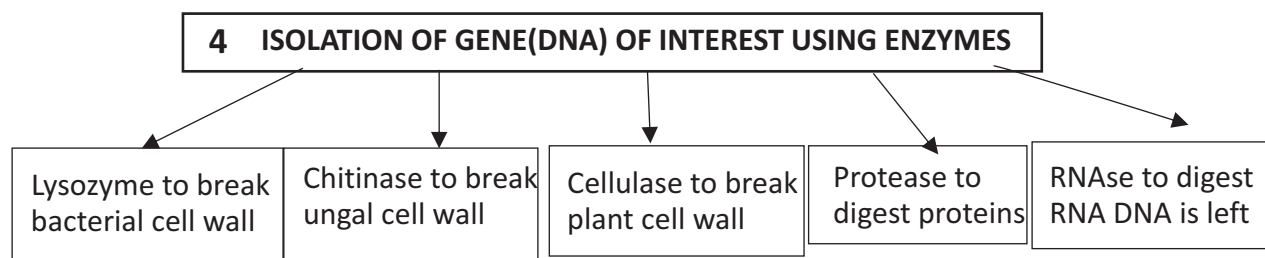 4 ISOLATION OF GENE(DNA) OF INTEREST USING ENZYMES
Lysozyme to break
bacterial cell wall
Chitinase to break
ungal cell wall
Cellulase to break
plant cell wall
Protease to
digest proteins
RNAse to digest
RNA DNA is left